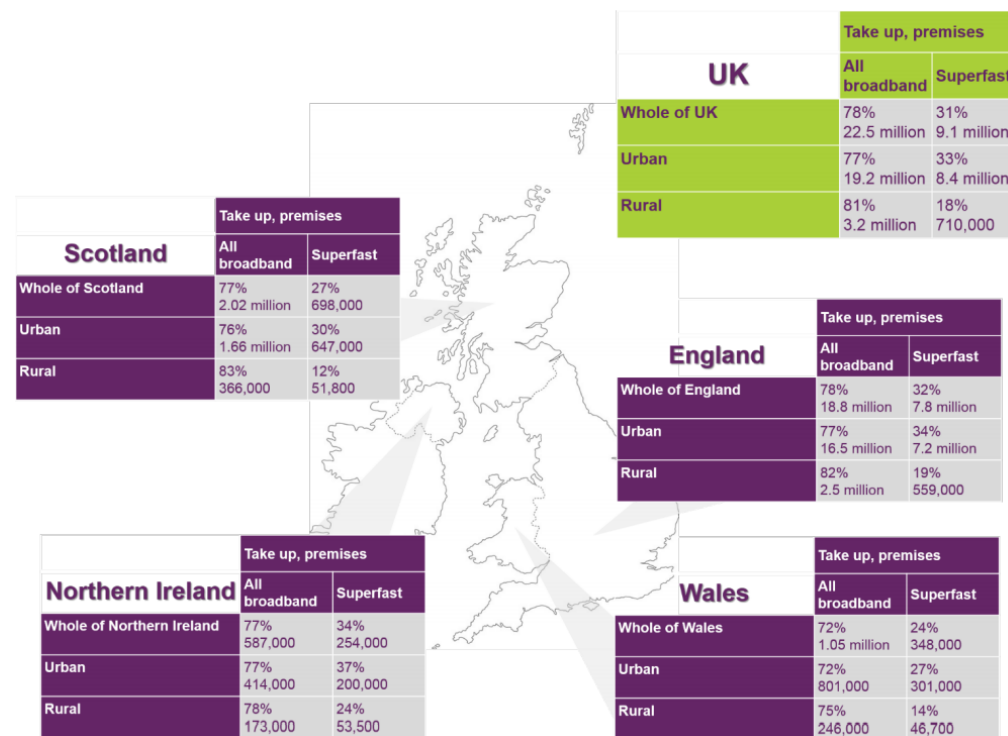 Take up, premises
UK
All broadband
Superfast
Whole of UK
78%
31%
22.5 million
9.1 million
Urban
77%
33%
19.2 million
8.4 million
Rural
81%
18%
3.2 million
710,000
Take up, premises
Scotland
All broadband
Superfast
Whole of Scotland
77%
27%
2.02 million
698,000
Urban
76%
30%
1.66 million
647,000
Rural
83%
12%
366,000
51,800
Take up, premises
England
All broadband
Superfast
Whole of England
78%
32%
18.8 million
7.8 million
Urban
77%
34%
16.5 million
7.2 million
Rural
82%
19%
2.5 million
559,000
Take up, premises
Northern Ireland
All broadband
Superfast
Whole of Northern Ireland
77%
34%
587,000
254,000
Urban
77%
37%
414,000
200,000
Rural
78%
24%
173,000
53,500
Take up, premises
Wales
All broadband
Superfast
Whole of Wales
72%
24%
1.05 million
348,000
Urban
72%
27%
801,000
301,000
Rural
75%
14%
246,000
46,700